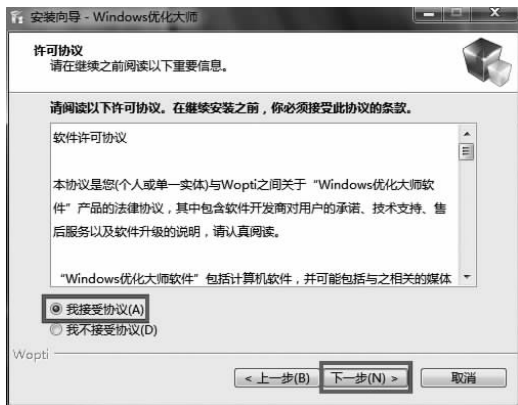 安装向导 - Windows优化大师
许可协议
请在继续之前阅读以下重要信息。
请阅读以下许可协议。在继续安装之前，你必须接受此协议的条款。
软件许可协议
本协议是您(个人或单一实体)与Wopti之间关于“Windows优化大师软
件”产品的法律协议，其中包含软件开发商对用户的承诺、技术支持、售
后服务以及软件升级的说明，请认真阅读。
“Windows优化大师软件”包括计算机软件，并可能包括与之相关的媒体
我接受协议(A)
我不接受协议(D)
Wopti
< 上一步(B) 下一步(N) > 取消